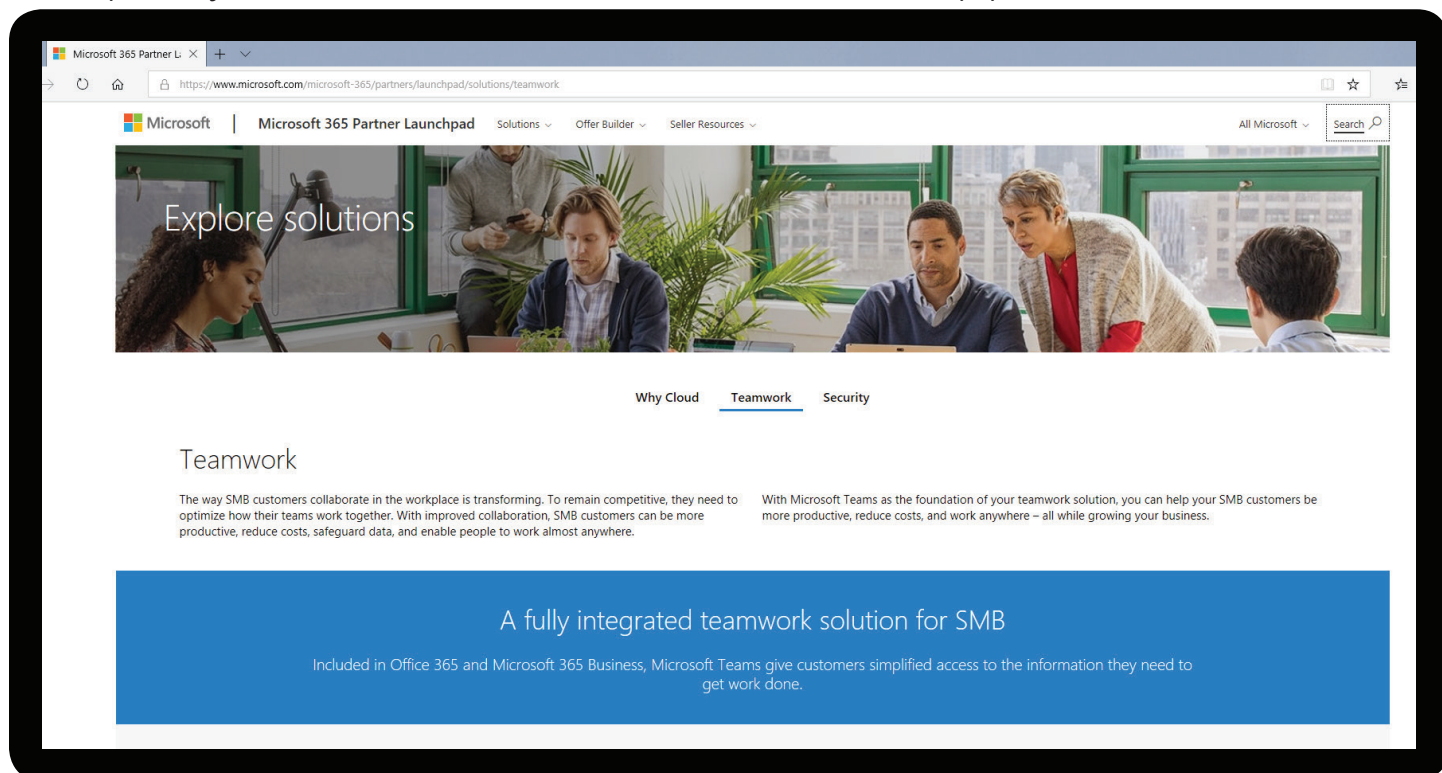 Microsoft 365 Partner L
https://www.microsoft.com/microsoft-365/partners/launchpad/solutions/teamwork
Microsoft | Microsoft 365 Partner Launchpad Solutions Offer Builder Seller Resources All Microsoft Search
Explore solutions
Why Cloud Teamwork Security
Teamwork
The way SMB customers collaborate in the workplace is transforming. To remain competitive, they need to
optimize how their teams work together. With improved collaboration, SMB customers can be more
productive, reduce costs, safeguard data, and enable people to work almost anywhere.
With Microsoft Teams as the foundation of your teamwork solution, you can help your SMB customers be
more productive, reduce costs, and work anywhere – all while growing your business.
A fully integrated teamwork solution for SMB
Included in Office 365 and Microsoft 365 Business, Microsoft Teams give customers simplified access to the information they need to
get work done.